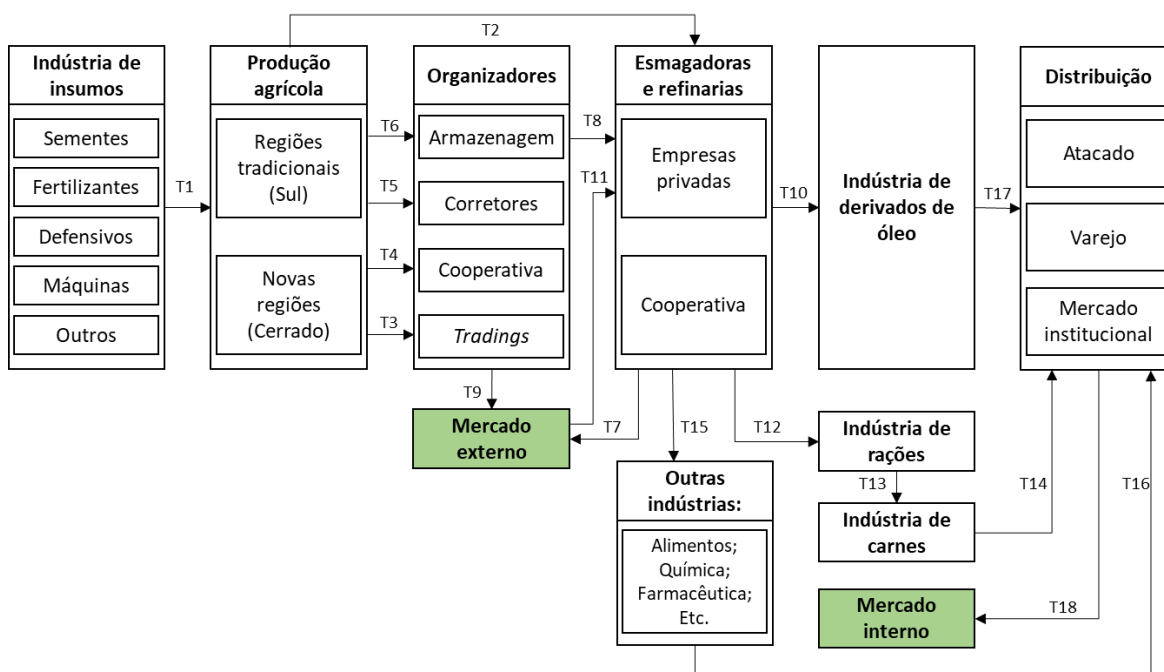 T2
Indústria de
insumos
Sementes
Fertilizantes
Defensivos
Máquinas
Outros
T1
Produção
agrícola
Regiões
tradicionais
(Sul)
Novas
regiões
(Cerrado)
T6
T5
T4
T3
Organizadores
Armazenagem
Corretores
Cooperativa
Tradings
T8
T11
Esmagadoras
e refinarias
Empresas
privadas
Cooperativa
T10
Indústria de
derivados de
óleo
T17
Distribuição
Atacado
Varejo
Mercado
institucional
T9
Mercado
externo
T7
T15
T12
Indústria de
rações
T13
Indústria de
carnes
T14
T16
Outras
indústrias:
Alimentos;
Química;
Farmacêutica;
Etc.
Mercado
interno
T18